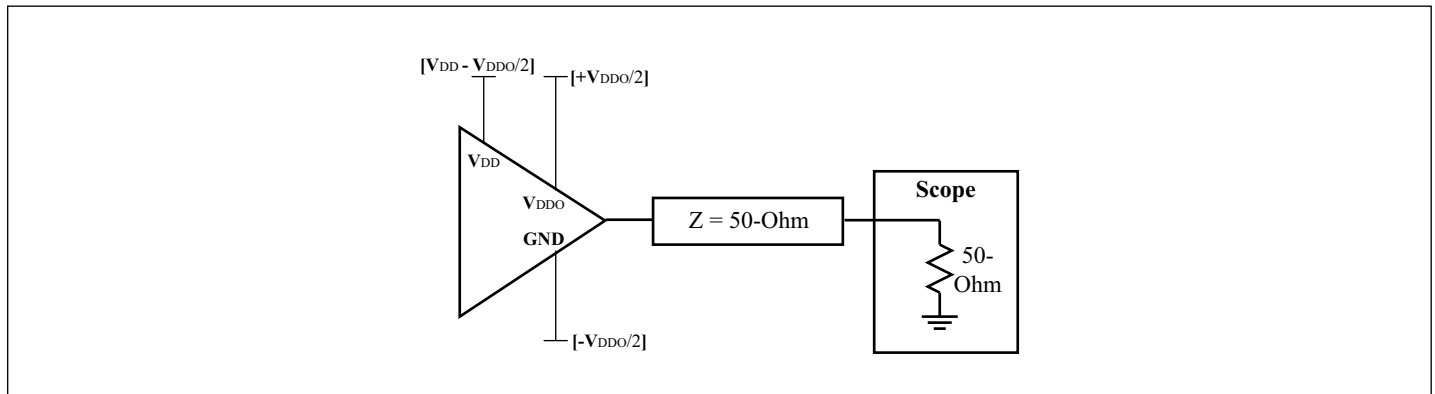 [VDD - VDDO/2]
[+VDDO/2]
VDD
VDDO
GND
[-VDDO/2]
Z = 50-Ohm
Scope
50-
Ohm